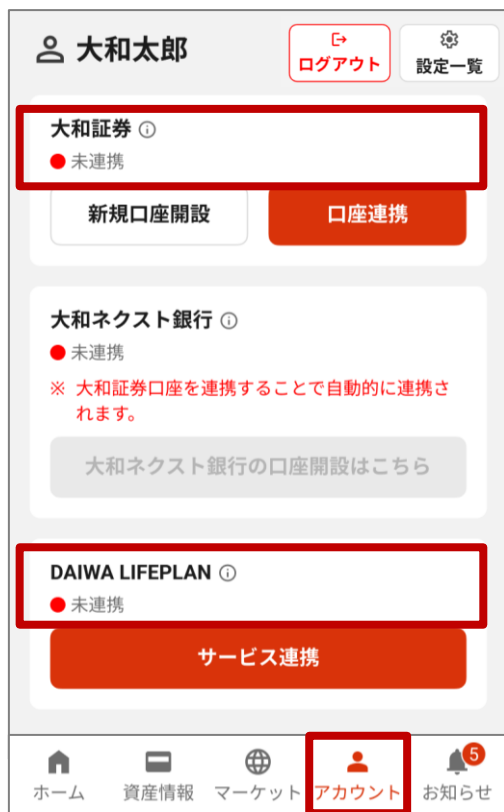 大和太郎
ログアウト
設定一覧
大和証券
未連携
新規口座開設
口座連携
大和ネクスト銀行
未連携
※ 大和証券口座を連携することで自動的に連携さ
れます。
大和ネクスト銀行の口座開設はこちら
DAIWA LIFEPLAN
未連携
サービス連携
5
ホーム
資産情報
マーケット
アカウント
お知らせ